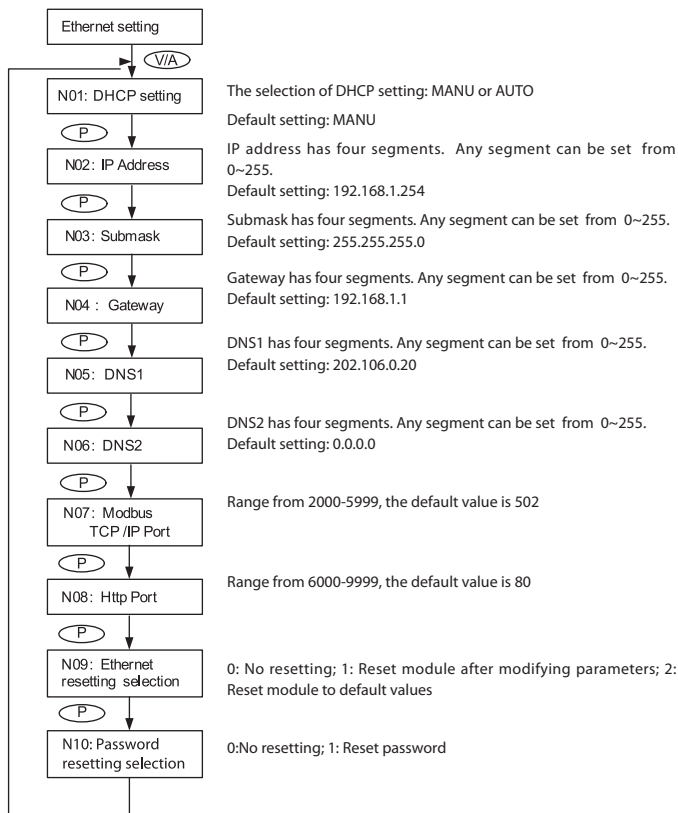 Ethernet setting
V/A
N01: DHCP setting
The selection of DHCP setting: MANU or AUTO
Default setting: MANU
P
N02: IP Address
IP address has four segments. Any segment can be set from
0~255.
Default setting: 192.168.1.254
P
N03: Submask
Submask has four segments. Any segment can be set from 0~255.
Default setting: 255.255.255.0
P
N04 : Gateway
Gateway has four segments. Any segment can be set from 0~255.
Default setting: 192.168.1.1
P
N05: DNS1
DNS1 has four segments. Any segment can be set from 0~255.
Default setting: 202.106.0.20
P
N06: DNS2
DNS2 has four segments. Any segment can be set from 0~255.
Default setting: 0.0.0.0
P
N07: Modbus
TCP /IP Port
Range from 2000-5999, the default value is 502
P
N08: Http Port
Range from 6000-9999, the default value is 80
P
N09: Ethernet
resetting selection
0: No resetting; 1: Reset module after modifying parameters; 2:
Reset module to default values
P
N10: Password
resetting selection
0:No resetting; 1: Reset password